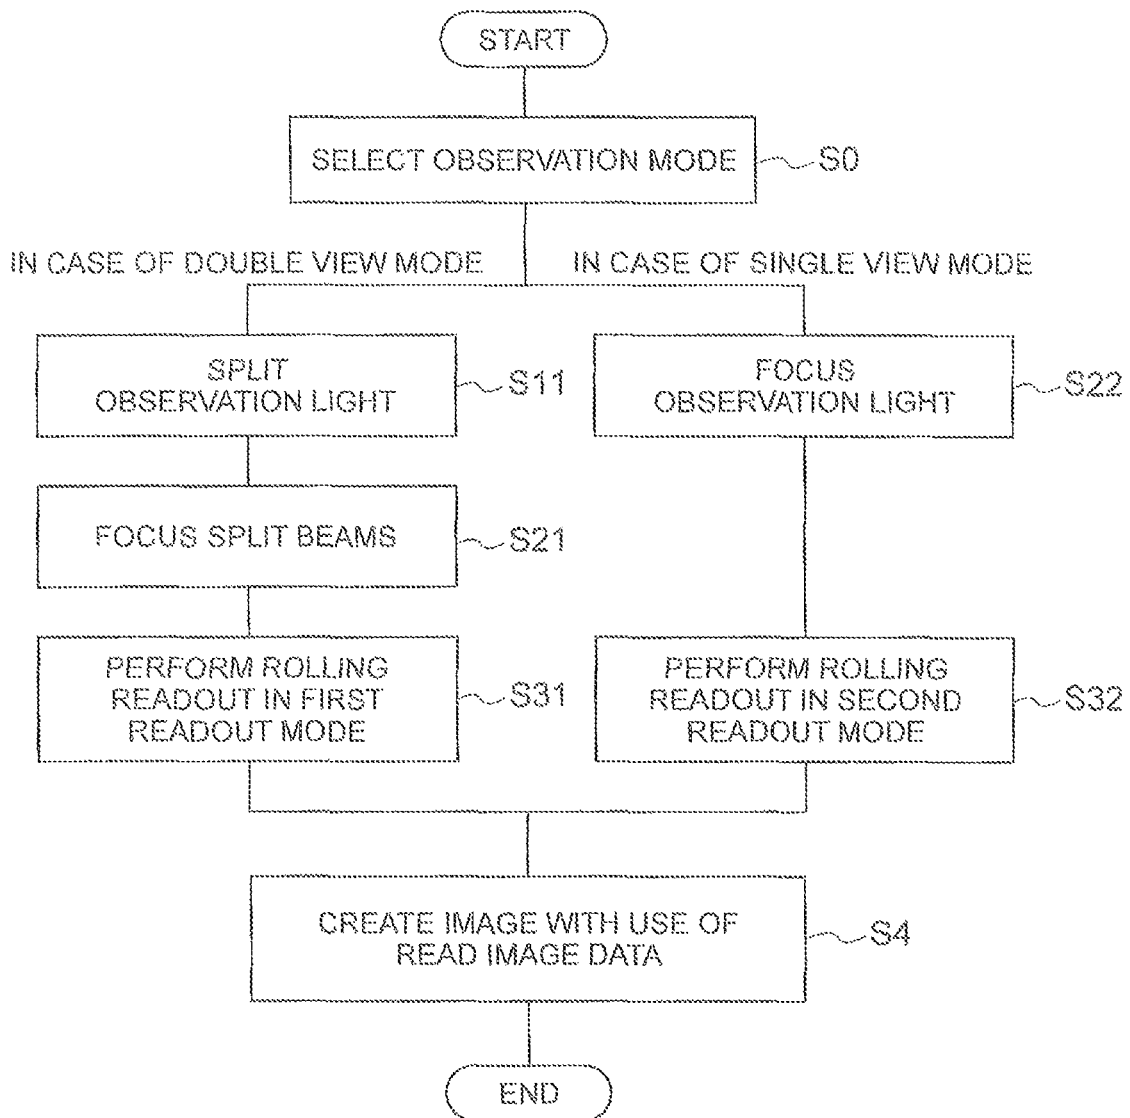 START
SELECT OBSERVATION MODE
S0
IN CASE OF DOUBLE VIEW MODE
IN CASE OF SINGLE VIEW MODE
SPLIT
OBSERVATION LIGHT
S11
FOCUS
OBSERVATION LIGHT
S22
FOCUS SPLIT BEAMS
S21
PERFORM ROLLING
READOUT IN FIRST
READOUT MODE
S31
PERFORM ROLLING
READOUT IN SECOND
READOUT MODE
S32
CREATE IMAGE WITH USE OF
READ IMAGE DATA
S4
END